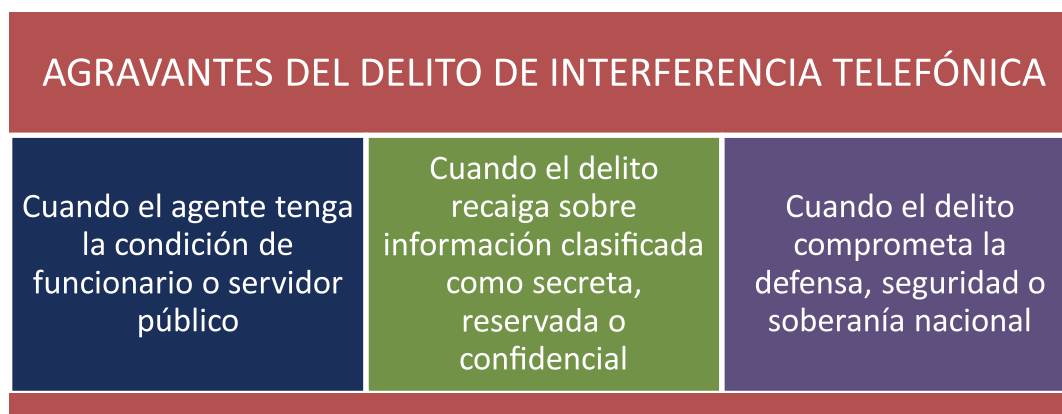 AGRAVANTES DEL DELITO DE INTERFERENCIA TELEFÓNICA
Cuando el agente tenga
la condición de
funcionario o servidor
público
Cuando el delito
recaiga sobre
información clasificada
como secreta,
reservada o
confidencial
Cuando el delito
comprometa la
defensa, seguridad o
soberanía nacional